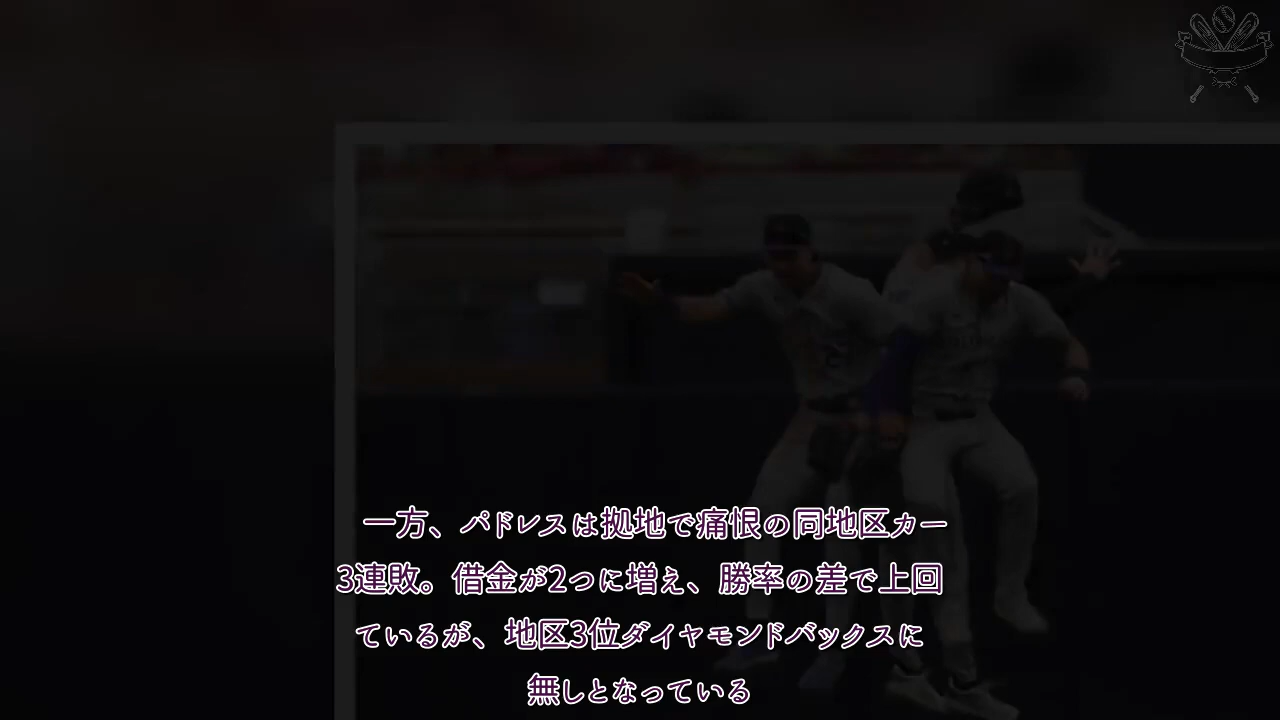 一方、パドレスは拠地で痛恨の同地区カー
3連敗。借金が2つに増え、勝率の差で上回
ているが、地区3位ダイヤモンドバックスに
無しとなっている